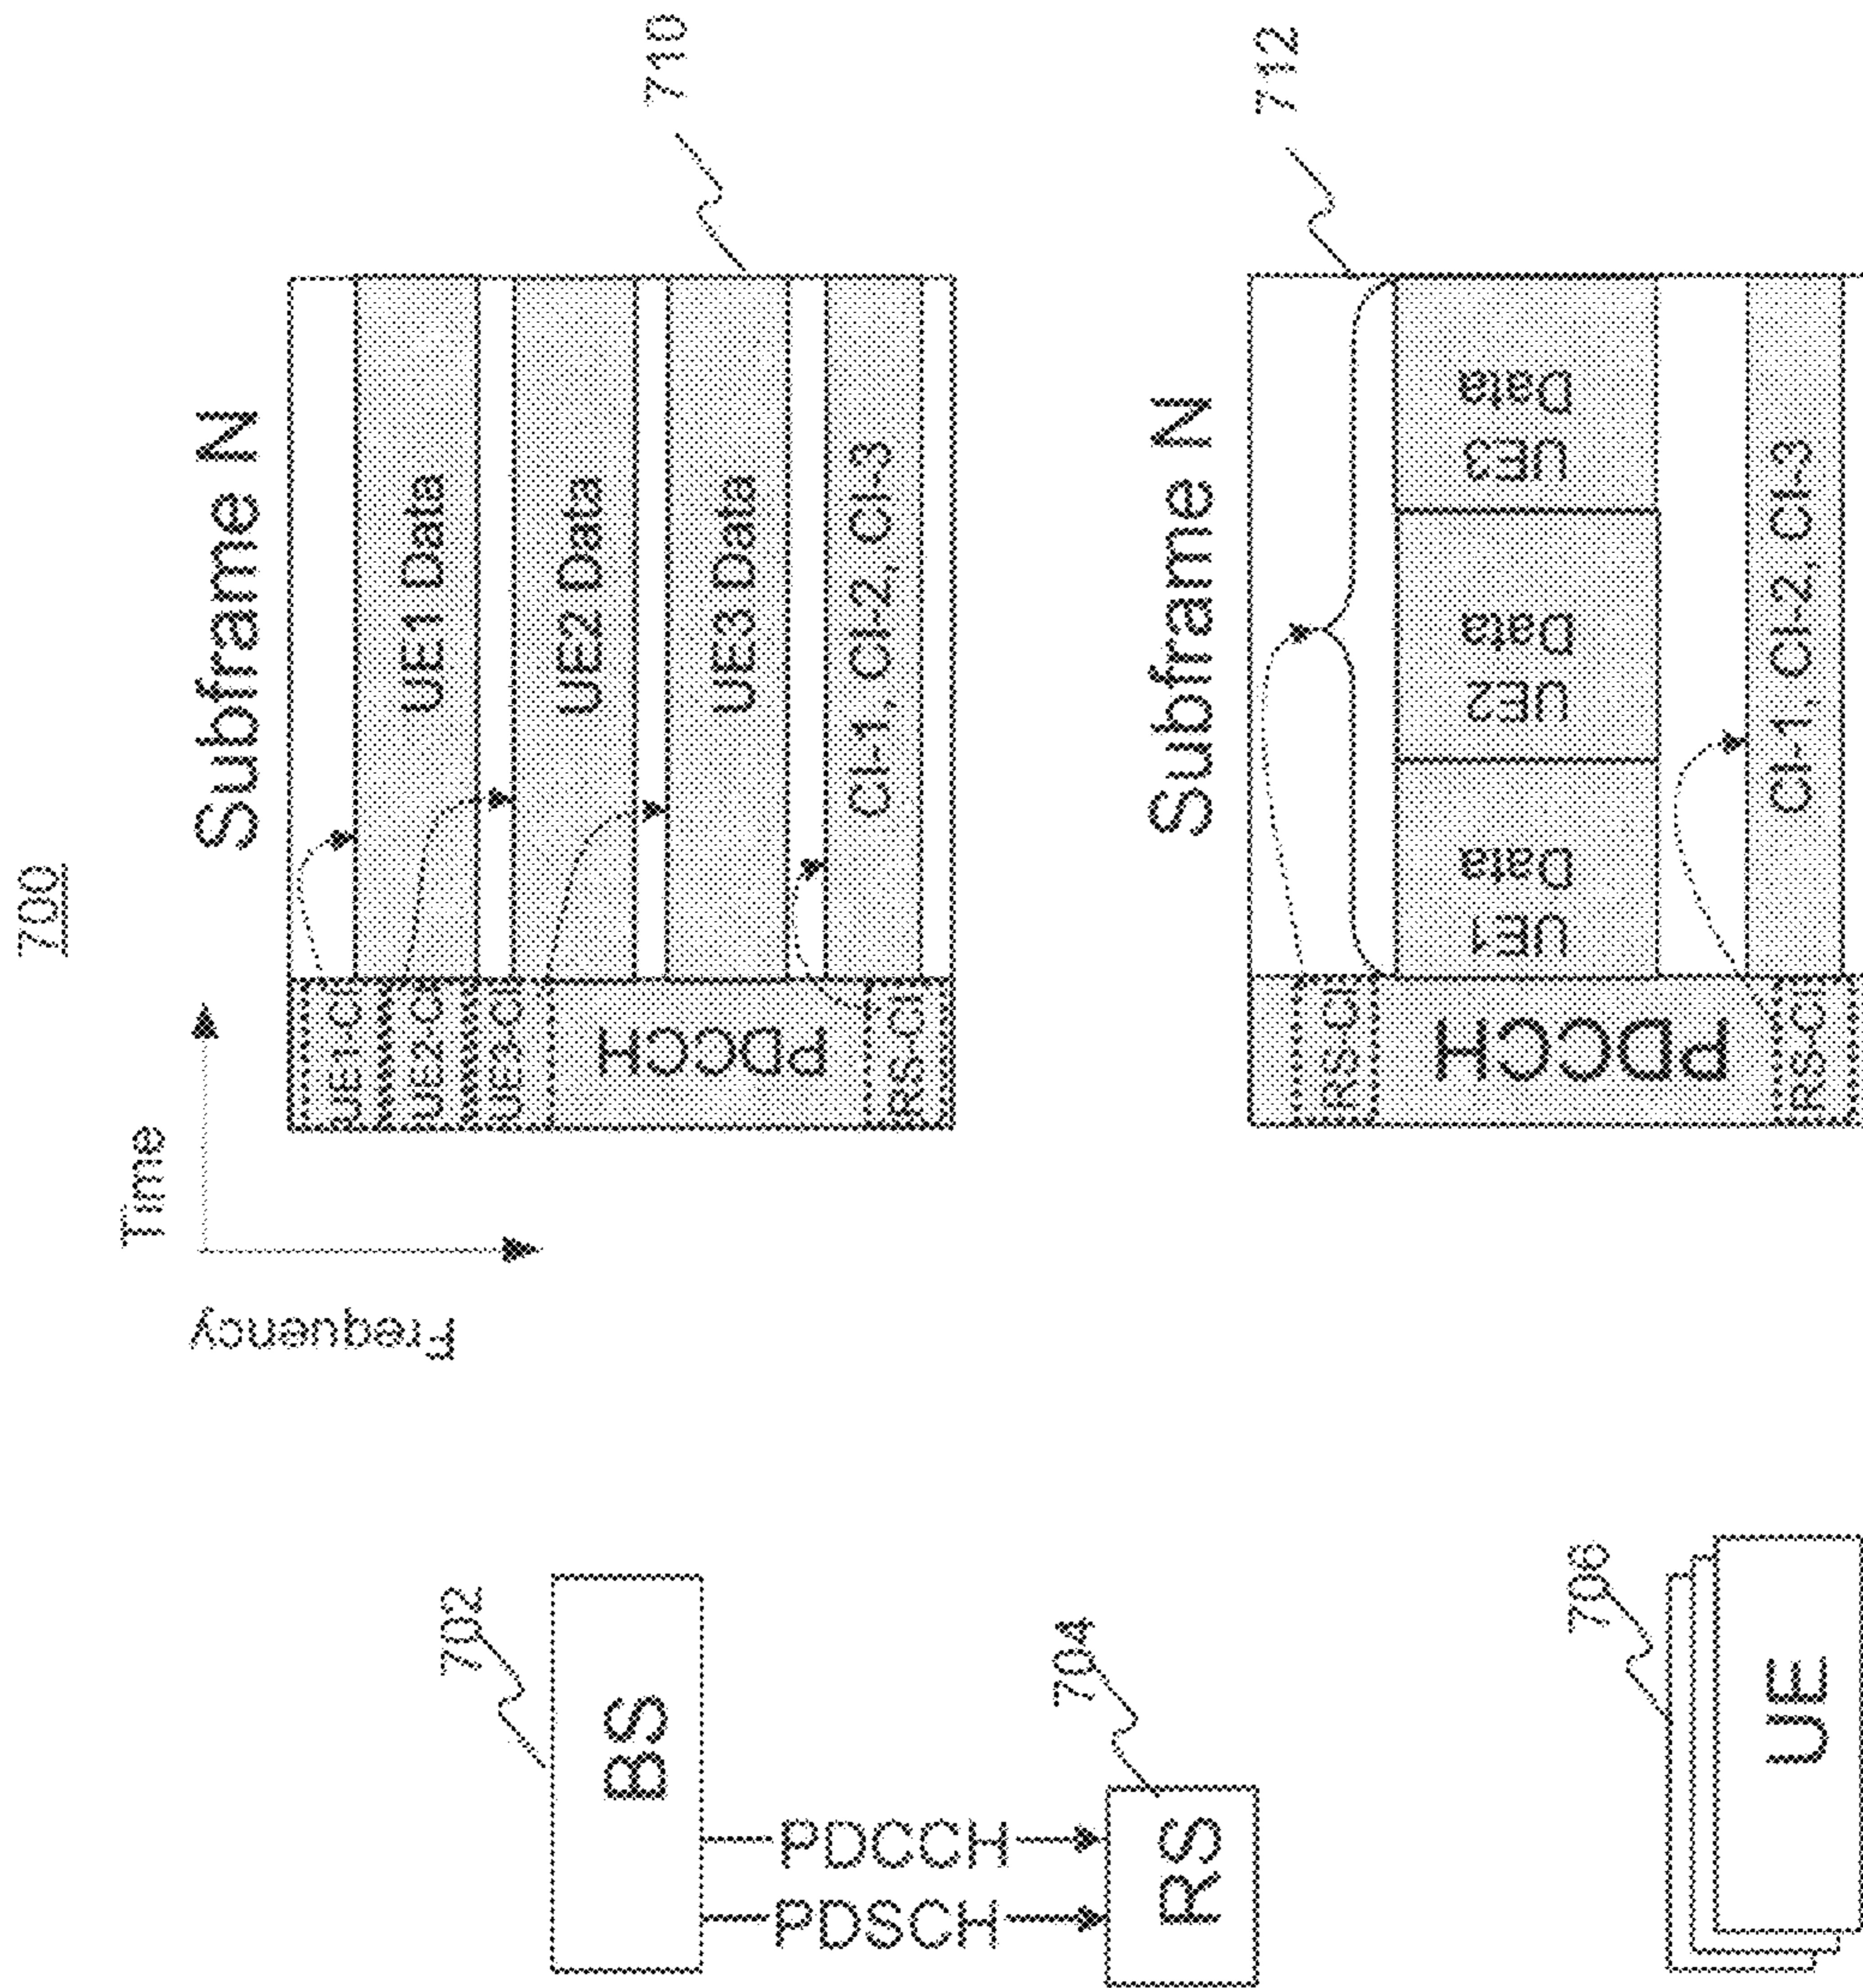 700
Time
Frequency
Subframe N
710
UE1-CI
UE2-CI
UE3-CI
PDCCH
RS-CI
UE1 Data
UE2 Data
UE3 Data
CI-1, CI-2, CI-3
Subframe N
712
RS-CI
PDCCH
RS-CI
UE1
Data
UE2
Data
UE3
Data
CI-1, CI-2, CI-3
702
BS
PDCCH
PDSCH
704
RS
706
UE